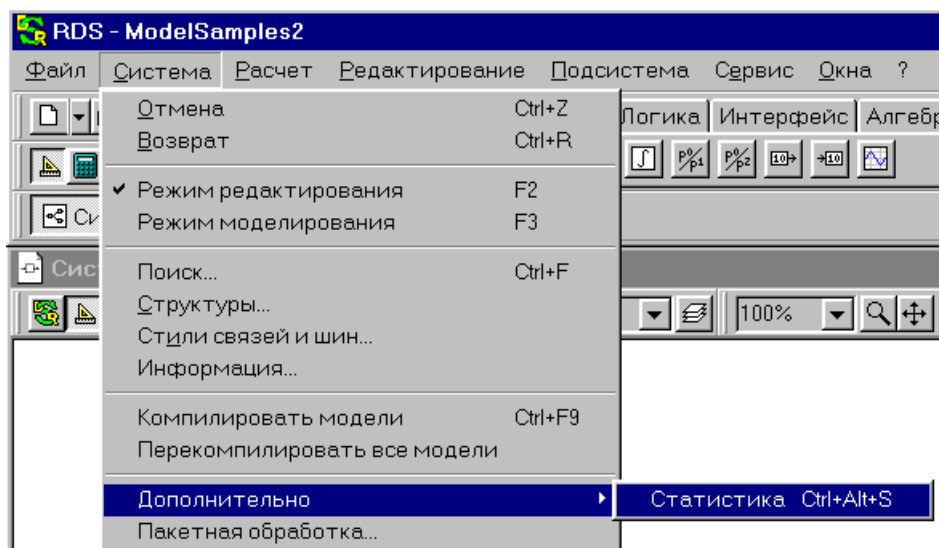 RDS - ModelSamples2
Файл Система Расчет Редактирование Подсистема Сервис Окна ?
Отмена Ctrl+Z
Логика Интерфейс Алгебр
Возврат Ctrl+R
Режим редактирования F2
Режим моделирования F3
Си
Сис
Поиск... Ctrl+F
Структуры...
100%
Стили связей и шин...
Информация...
Компилировать модели Ctrl+F9
Перекомпилировать все модели
Дополнительно
Статистика Ctrl+Alt+S
Пакетная обработка...